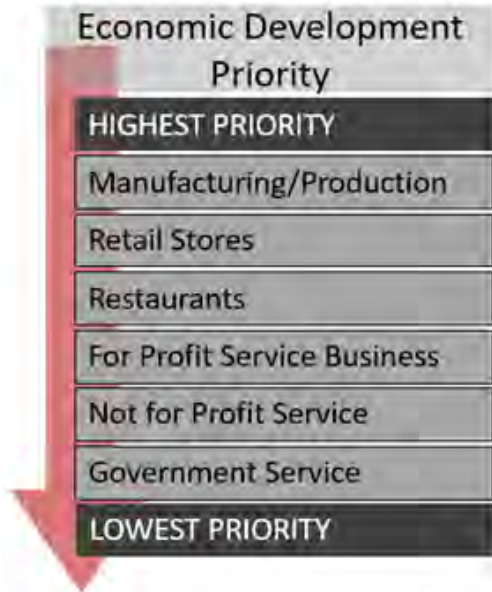 Economic Development
Priority
HIGHEST PRIORITY
Manufacturing/Production
Retail Stores
Restaurants
For Profit Service Business
Not for Profit Service
Government Service
LOWEST PRIORITY